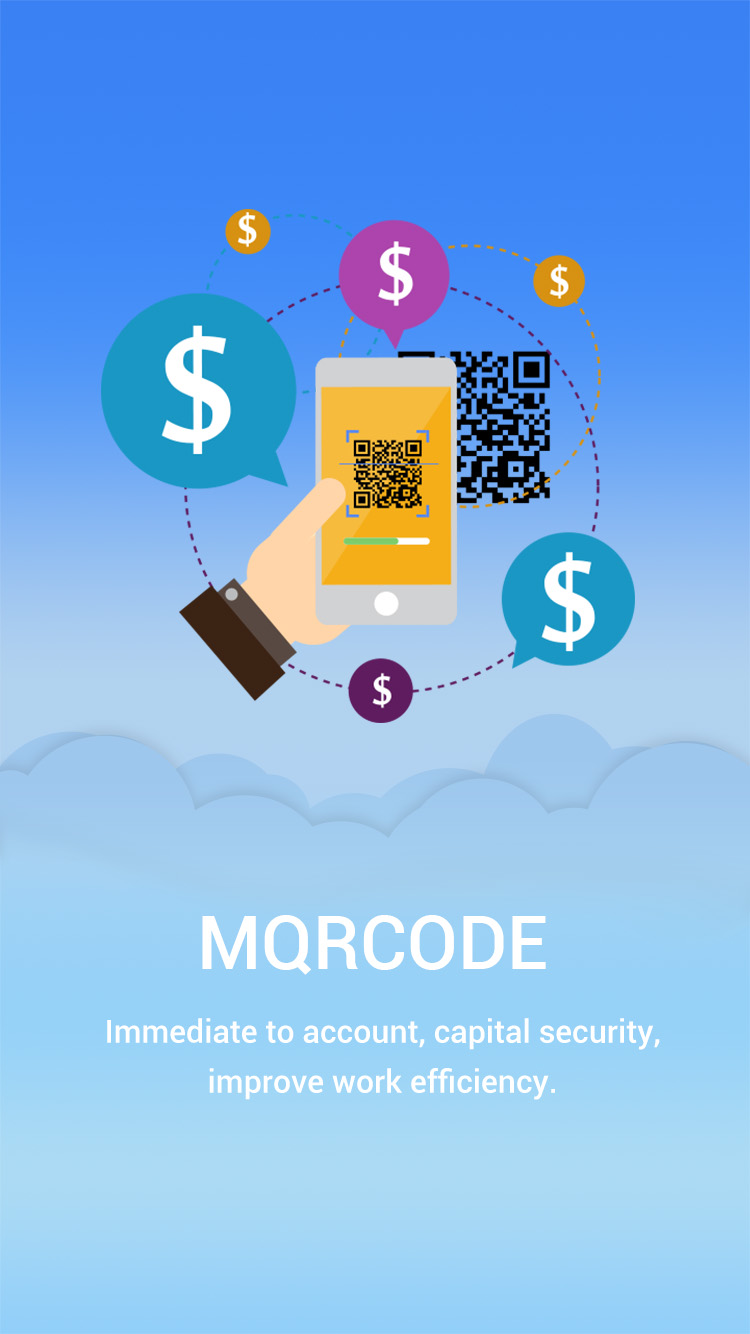 $
$
$
$
$
$
MQRCODE
Immediate to account, capital security,
improve work efficiency.